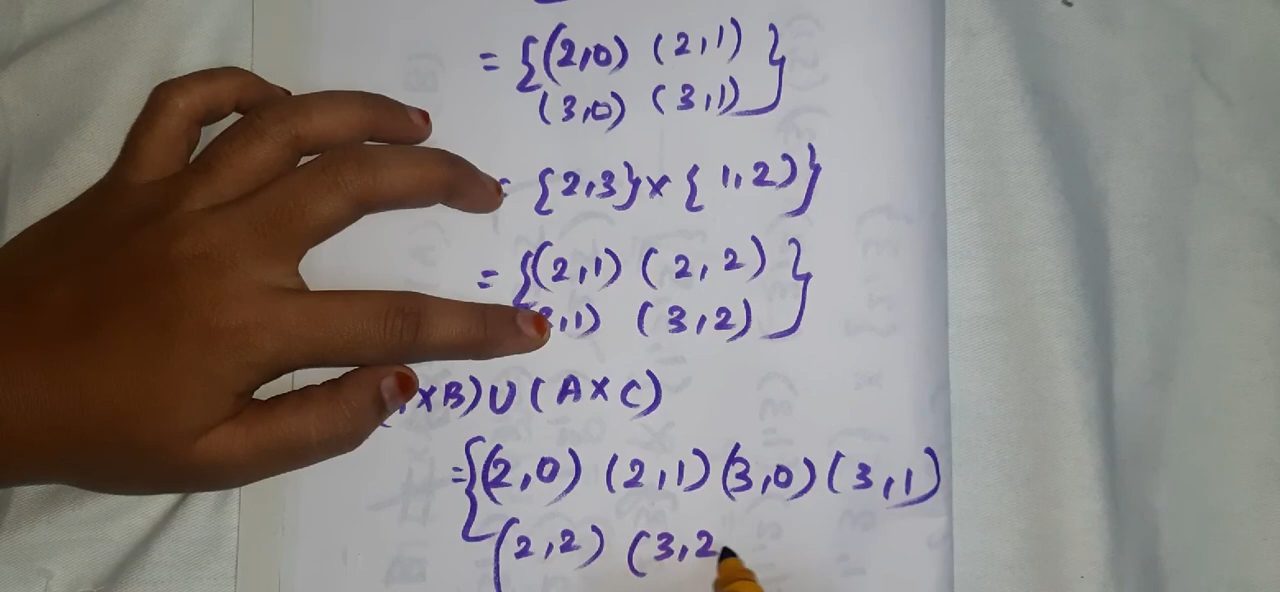 = {(2,0) (2,1)
(3,0) (3,1)}
= {2,3} x { 1,2)}
= {(2,1) (2,2)
,1) (3,2)}
xB) U (A x C)
= {(2,0) (2,1) (3,0) (3,1)
(2,2) (3,2